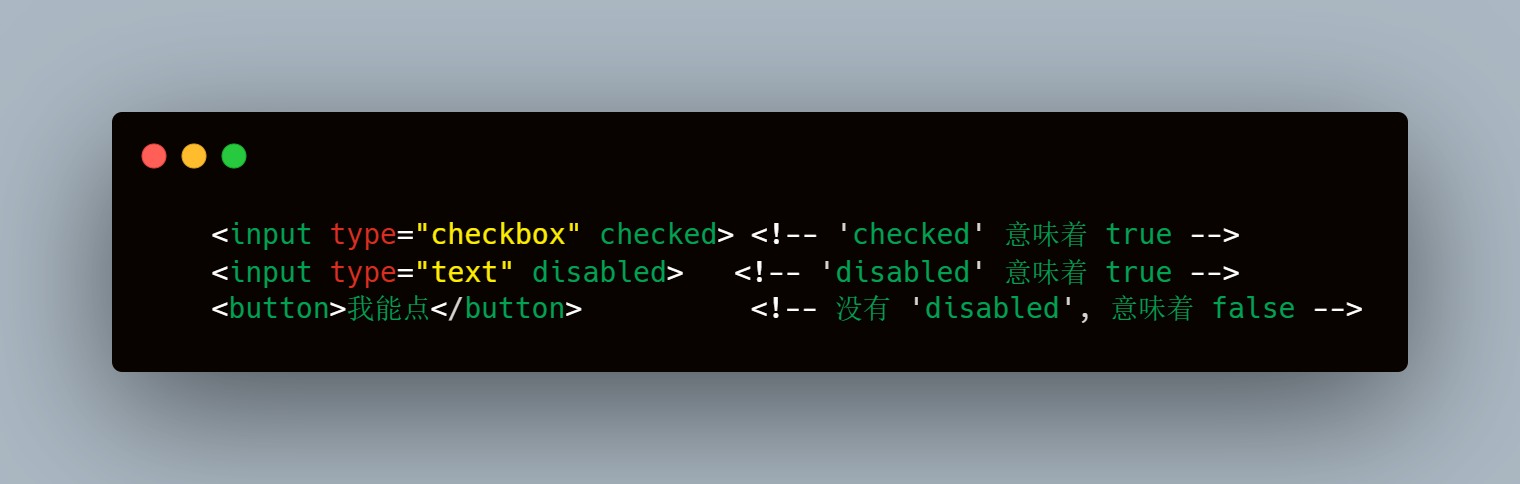 <input type="checkbox" checked> <!-- 'checked' 意味着 true -->
<input type="text" disabled>   <!-- 'disabled' 意味着 true -->
<button>我能点</button>          <!-- 没有 'disabled', 意味着 false -->